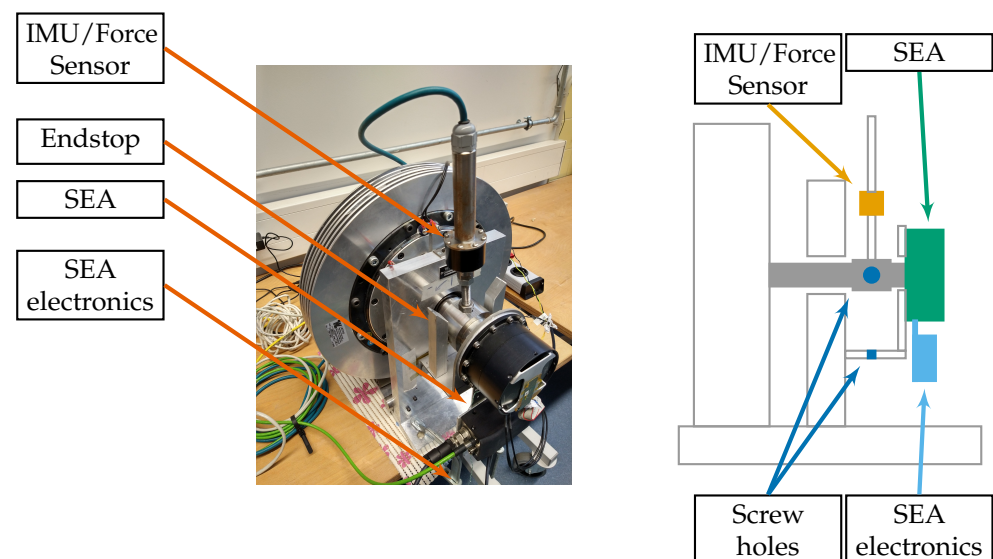 IMU/Force
Sensor
Endstop
SEA
SEA
electronics
IMU/Force
Sensor
SEA
Screw
holes
SEA
electronics